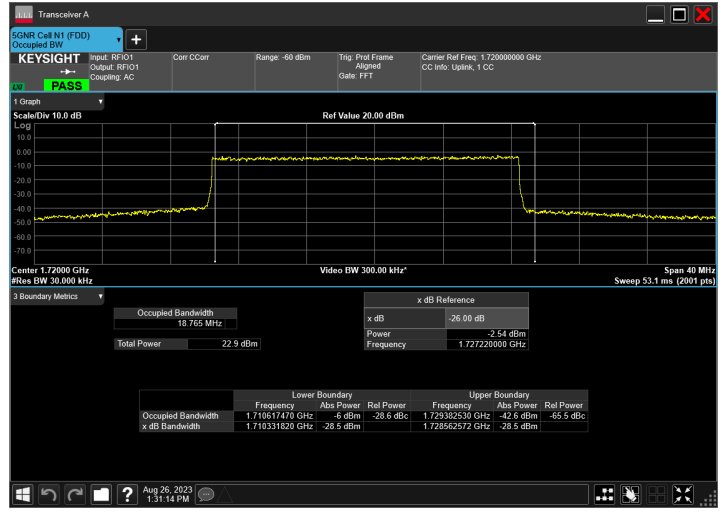 Transceiver A
5GNR Cell N1 (FDD)
Occupied BW
KEYSIGHT
Input: RFIO1
Output: RFIO1
Coupling: AC
Corr CCorr
Range: -60 dBm
Trig: Prot Frame
Aligned
Gate: FFT
Carrier Ref Freq: 1.720000000 GHz
CC Info: Uplink, 1 CC
LXI
PASS
1 Graph
Scale/Div 10.0 dB
Ref Value 20.00 dBm
Log
10.0
0.00
-10.0
-20.0
-30.0
-40.0
-50.0
-60.0
-70.0
Center 1.72000 GHz
Video BW 300.00 kHz*
Span 40 MHz
#Res BW 30.000 kHz
Sweep 53.1 ms (2001 pts)
3 Boundary Metrics
Occupied Bandwidth
18.765 MHz
Total Power 22.9 dBm
x dB Reference
x dB -26.00 dB
Power -2.54 dBm
Frequency 1.727220000 GHz
Lower Boundary Upper Boundary
Frequency Abs Power Rel Power Frequency Abs Power Rel Power
Occupied Bandwidth 1.710617470 GHz -6 dBm -28.6 dBc 1.729382530 GHz -42.6 dBm -65.5 dBc
x dB Bandwidth 1.710331820 GHz -28.5 dBm 1.728562572 GHz -28.5 dBm
Aug 26, 2023
1:31:14 PM